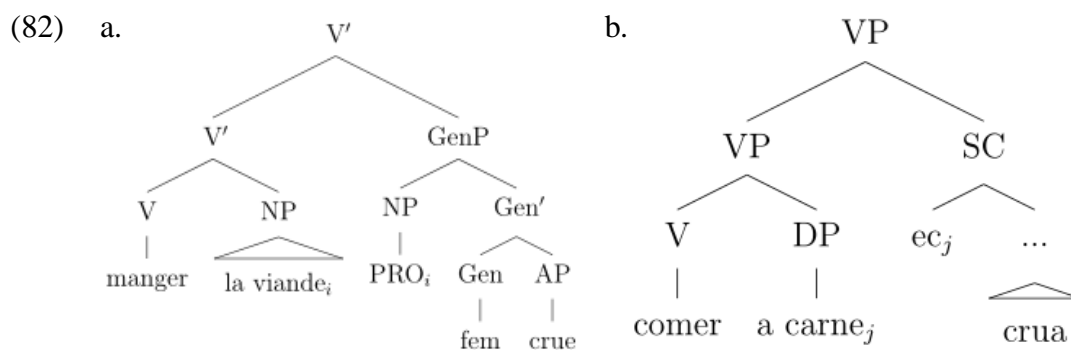 (82) a. V′ b. VP
V′ GenP VP SC
V NP NP Gen′ V DP ec_j ...
manger la viande_i PRO_i Gen AP comer a carne_j crua
fem crue